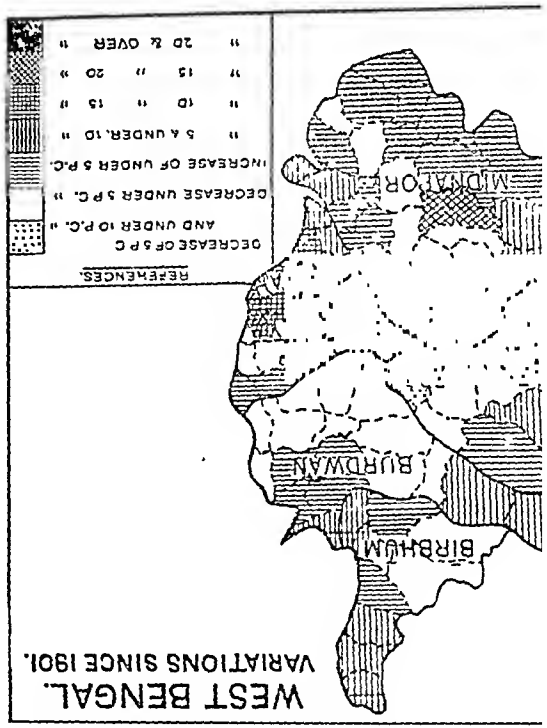 WEST BENGAL.
VARIATIONS SINCE 1901.
BIRBHUM
BURDWAN
MIDNAPORE
REFERENCES.
DECREASE OF 5 P.C
AND UNDER 10 P.C. "
DECREASE UNDER 5 P.C. "
INCREASE OF UNDER 5 P.C.
" 5 & UNDER. 10 "
" 10 " 15 "
" 15 " 20 "
" 20 & OVER "